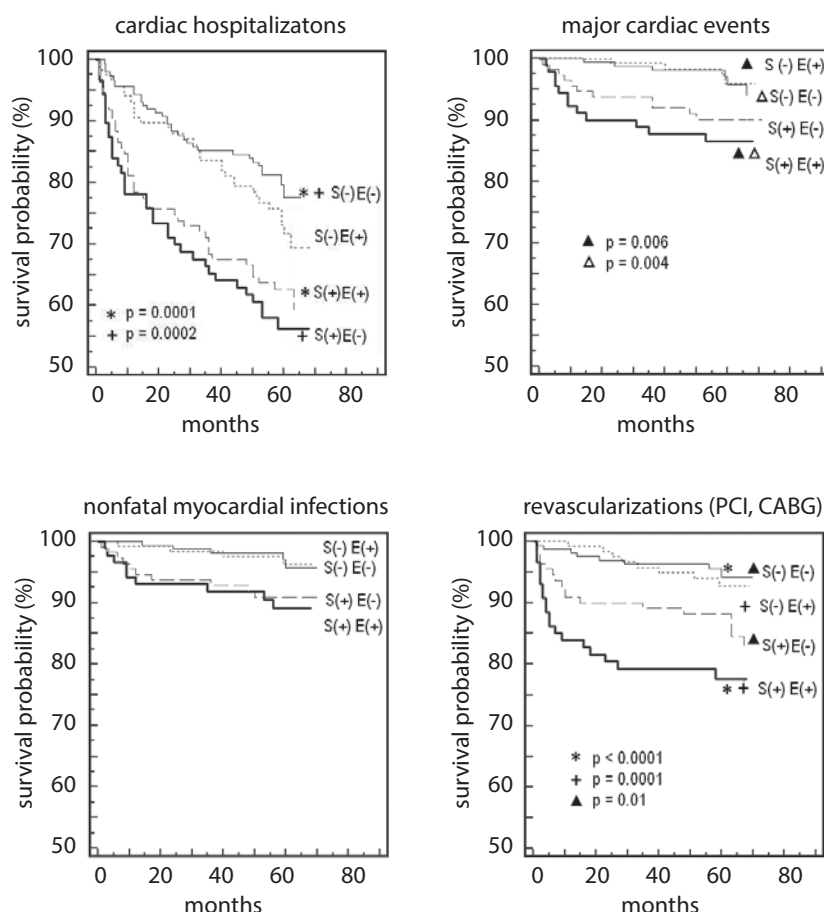 cardiac hospitalizatons
survival probability (%)
100
90
80
70
60
50
* + S(-)E(-)
S(-)E(+)
* S(+)E(+)
+ S(+)E(-)
* p = 0.0001
+ p = 0.0002
0 20 40 60 80
months
major cardiac events
survival probability (%)
100
90
80
70
60
50
▲ S (-) E(+)
△ S(-) E(-)
S(+) E(-)
▲ △ S(+) E(+)
▲ p = 0.006
△ p = 0.004
0 20 40 60 80
months
nonfatal myocardial infections
survival probability (%)
100
90
80
70
60
50
S(-) E(+)
S(-) E(-)
S(+) E(-)
S(+) E(+)
0 20 40 60 80
months
revascularizations (PCI, CABG)
survival probability (%)
100
90
80
70
60
50
* ▲ S(-) E(-)
+ S(-) E(+)
▲ S(+)E(-)
* + S(+) E(+)
* p < 0.0001
+ p = 0.0001
▲ p = 0.01
0 20 40 60 80
months